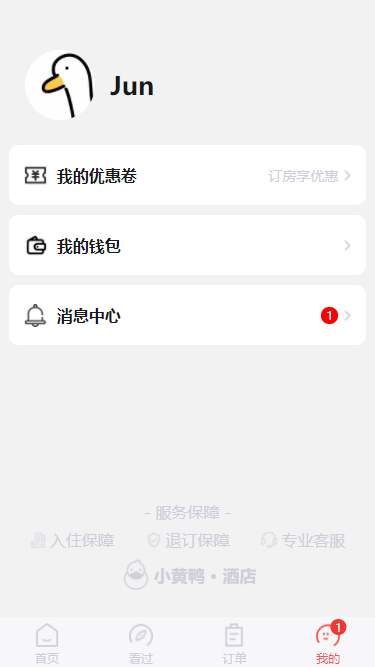 Jun
我的优惠卷 订房享优惠
我的钱包
消息中心 1
- 服务保障 -
入住保障 退订保障 专业客服
小黄鸭・酒店
1
首页 看过 订单 我的